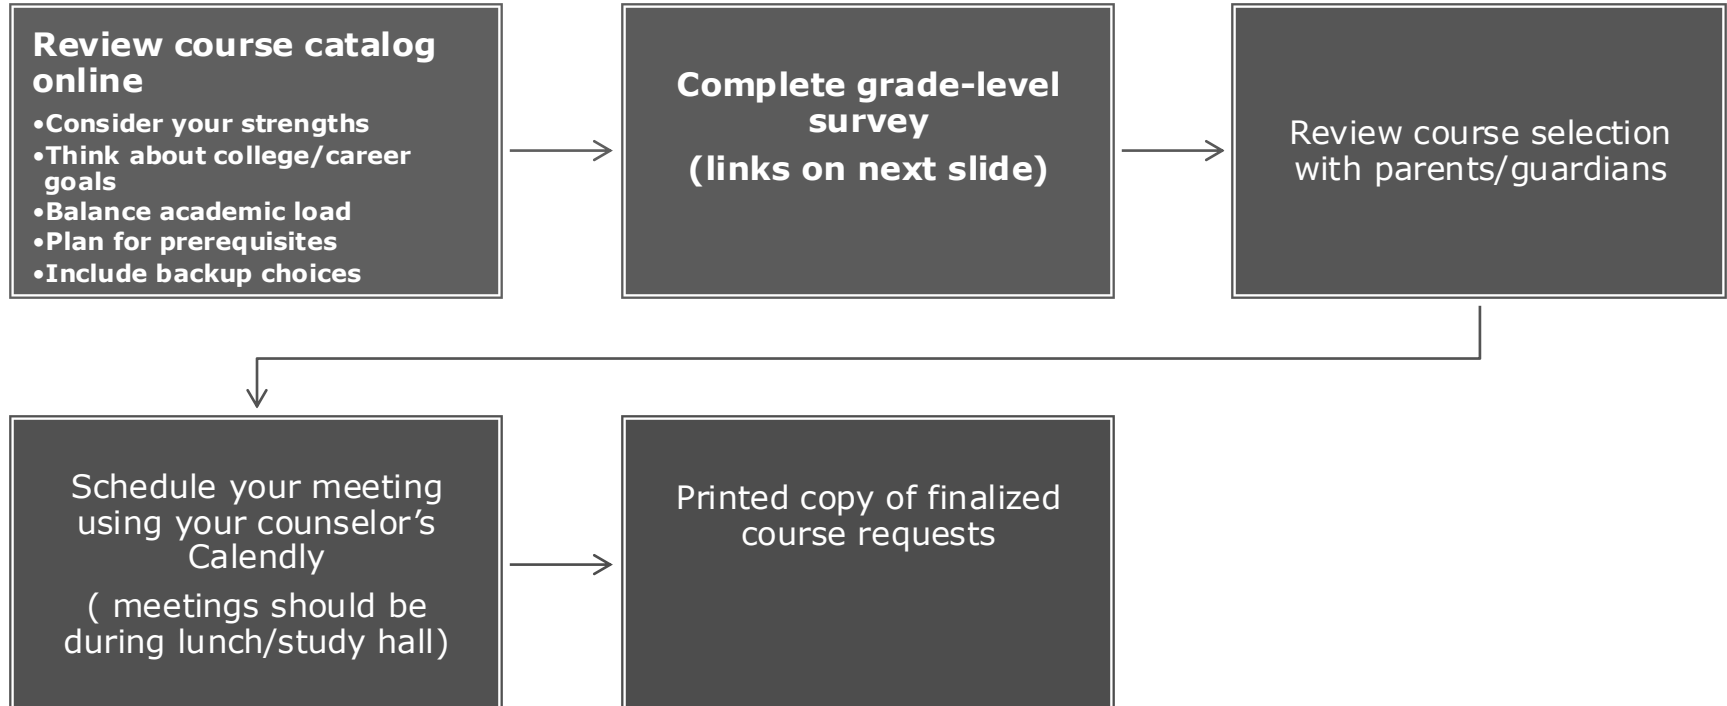 Review course catalog
online
•Consider your strengths
•Think about college/career
goals
•Balance academic load
•Plan for prerequisites
•Include backup choices
Complete grade-level
survey
(links on next slide)
Review course selection
with parents/guardians
Schedule your meeting
using your counselor’s
Calendly
( meetings should be
during lunch/study hall)
Printed copy of finalized
course requests